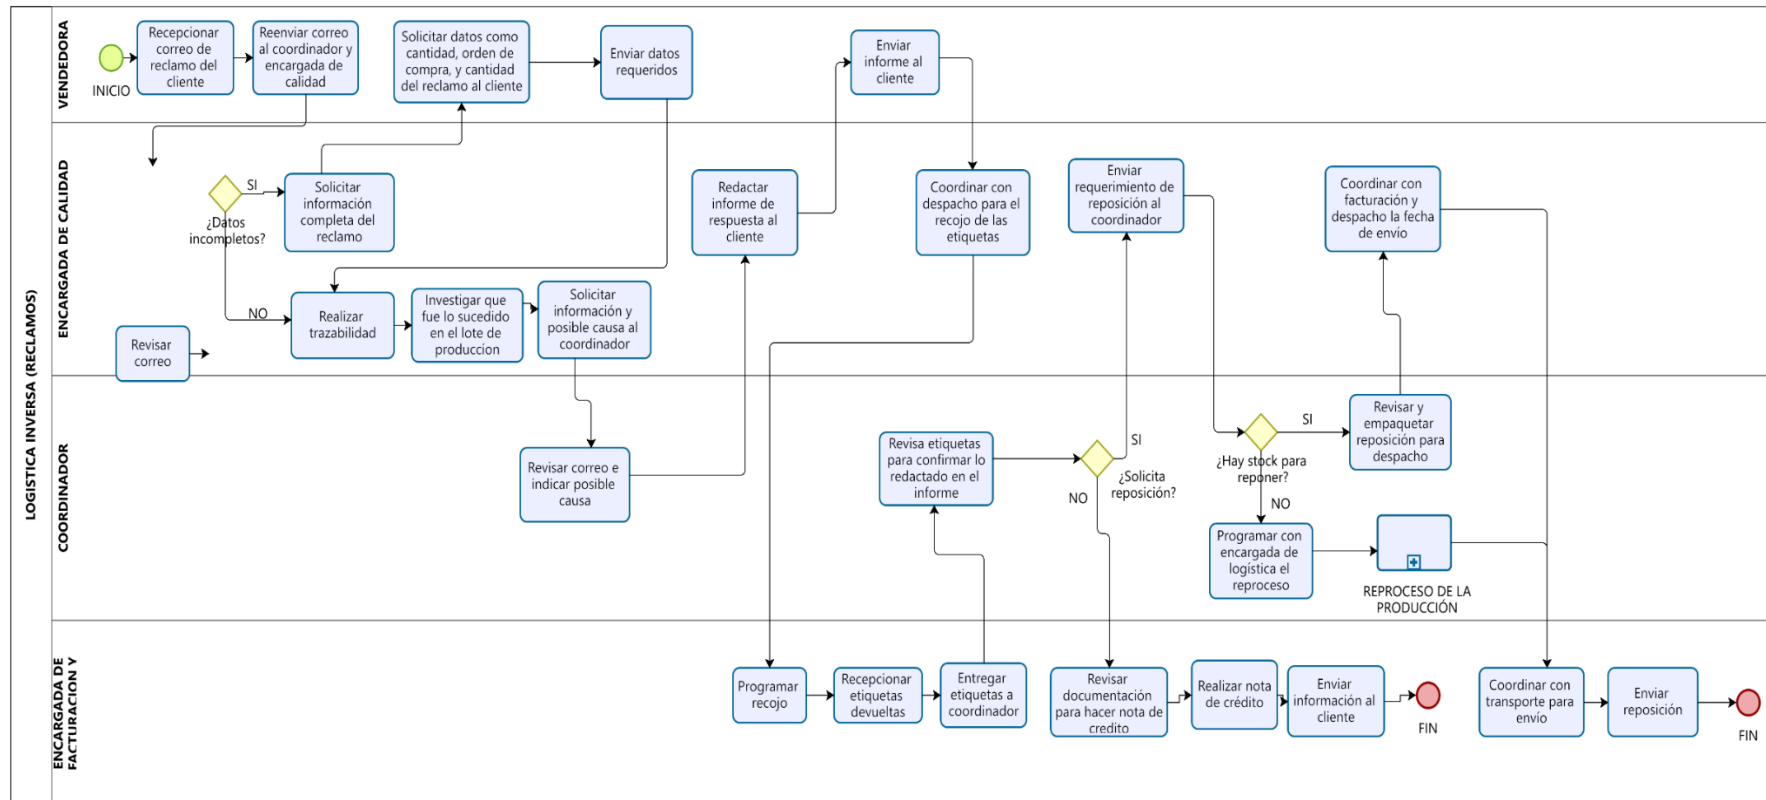 LOGISTICA INVERSA (RECLAMOS)
VENDEDORA
INICIO
Recepcionar
correo de
reclamo del
cliente
Reenviar correo
al coordinador y
encargada de
calidad
Solicitar datos como
cantidad, orden de
compra, y cantidad
del reclamo al cliente
Enviar datos
requeridos
Enviar
informe al
cliente
ENCARGADA DE CALIDAD
¿Datos
incompletos?
SI
NO
Solicitar
información
completa del
reclamo
Revisar
correo
Realizar
trazabilidad
Investigar que
fue lo sucedido
en el lote de
produccion
Solicitar
información y
posible causa al
coordinador
Redactar
informe de
respuesta al
cliente
Coordinar con
despacho para el
recojo de las
etiquetas
Enviar
requerimiento de
reposición al
coordinador
Coordinar con
facturación y
despacho la fecha
de envío
COORDINADOR
Revisar correo e
indicar posible
causa
Revisa etiquetas
para confirmar lo
redactado en el
informe
SI
¿Solicita
reposición?
NO
¿Hay stock para
reponer?
SI
NO
Revisar y
empaquetar
reposición para
despacho
Programar con
encargada de
logística el
reproceso
REPROCESO DE LA
PRODUCCIÓN
ENCARGADA DE
FACTURACION Y
Programar
recojo
Recepcionar
etiquetas
devueltas
Entregar
etiquetas a
coordinador
Revisar
documentación
para hacer nota de
credito
Realizar nota
de crédito
Enviar
información al
cliente
FIN
Coordinar con
transporte para
envío
Enviar
reposición
FIN